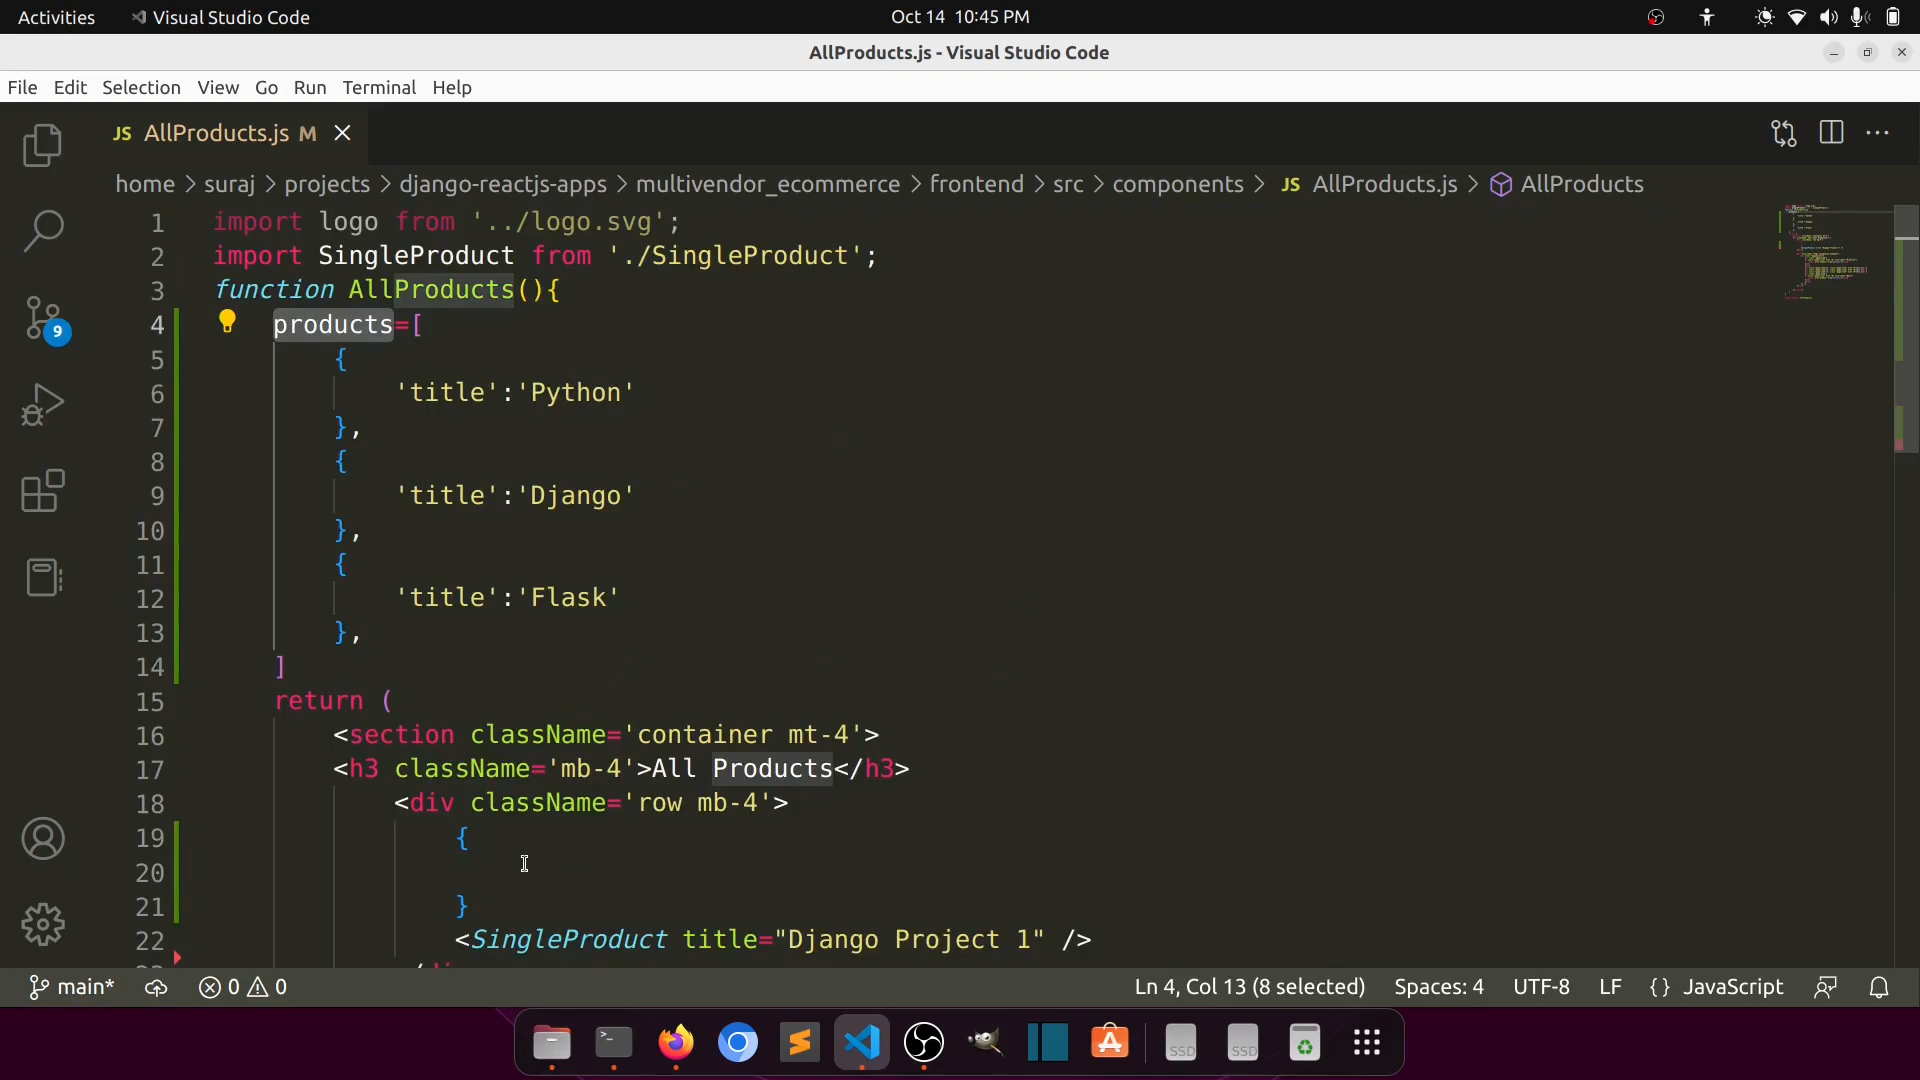 Activities Visual Studio Code Oct 14 10:45 PM
AllProducts.js - Visual Studio Code
File Edit Selection View Go Run Terminal Help
JS AllProducts.js M
home > suraj > projects > django-reactjs-apps > multivendor_ecommerce > frontend > src > components > JS AllProducts.js > AllProducts
1 import logo from '../logo.svg';
2 import SingleProduct from './SingleProduct';
3 function AllProducts(){
4 products=[
5 {
6 'title':'Python'
7 },
8 {
9 'title':'Django'
10 },
11 {
12 'title':'Flask'
13 },
14 ]
15 return (
16 <section className='container mt-4'>
17 <h3 className='mb-4'>All Products</h3>
18 <div className='row mb-4'>
19 {
20
21 }
22 <SingleProduct title="Django Project 1" />
9
main* 0 0 Ln 4, Col 13 (8 selected) Spaces: 4 UTF-8 LF {} JavaScript
SSD SSD